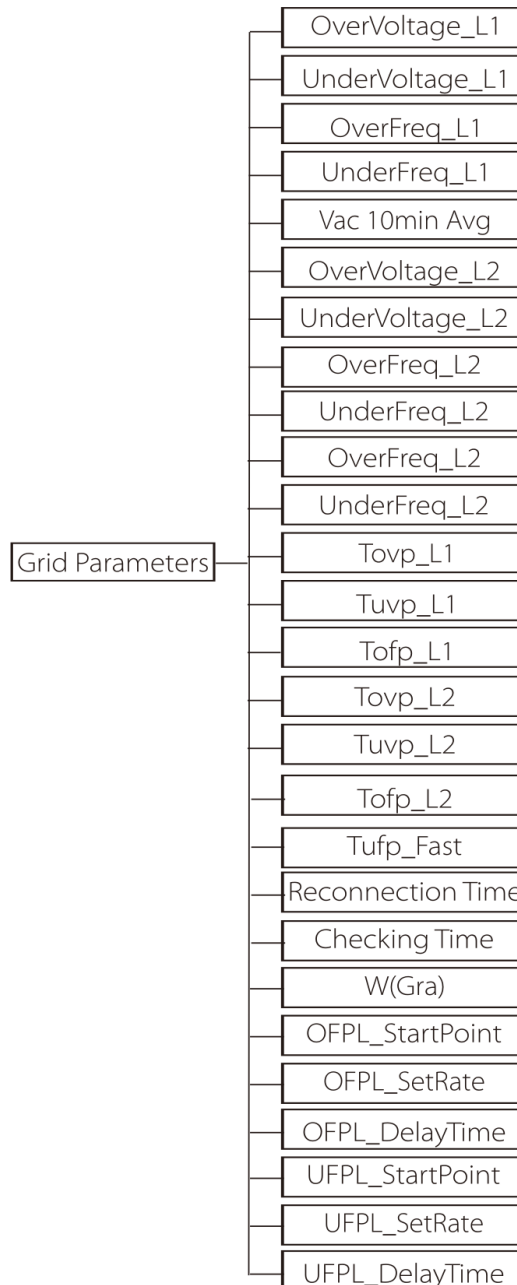 OverVoltage_L1
UnderVoltage_L1
OverFreq_L1
UnderFreq_L1
Vac 10min Avg
OverVoltage_L2
UnderVoltage_L2
OverFreq_L2
UnderFreq_L2
OverFreq_L2
UnderFreq_L2
Grid Parameters
Tovp_L1
Tuvp_L1
Tofp_L1
Tovp_L2
Tuvp_L2
Tofp_L2
Tufp_Fast
Reconnection Time
Checking Time
W(Gra)
OFPL_StartPoint
OFPL_SetRate
OFPL_DelayTime
UFPL_StartPoint
UFPL_SetRate
UFPL_DelayTime